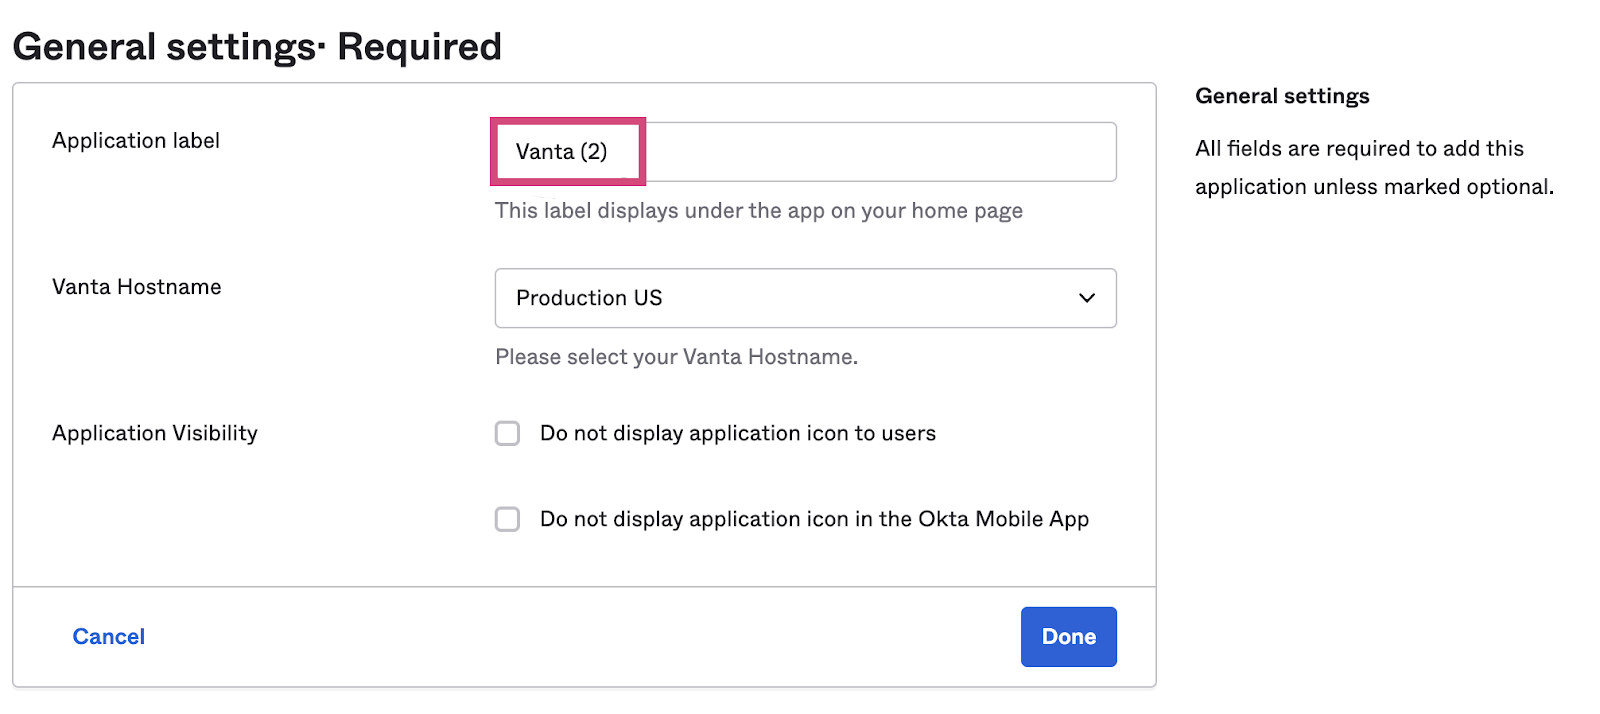 General settings· Required
Application label
Vanta (2)
This label displays under the app on your home page
Vanta Hostname
Production US
Please select your Vanta Hostname.
Application Visibility
Do not display application icon to users
Do not display application icon in the Okta Mobile App
Cancel
Done
General settings
All fields are required to add this
application unless marked optional.